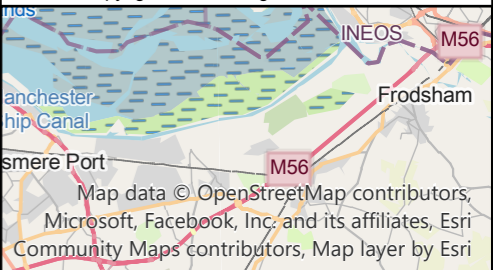 nds
INEOS
M56
anchester
hip Canal
Frodsham
smere Port
M56
Map data © OpenStreetMap contributors,
Microsoft, Facebook, Inc. and its affiliates, Esri
Community Maps contributors, Map layer by Esri